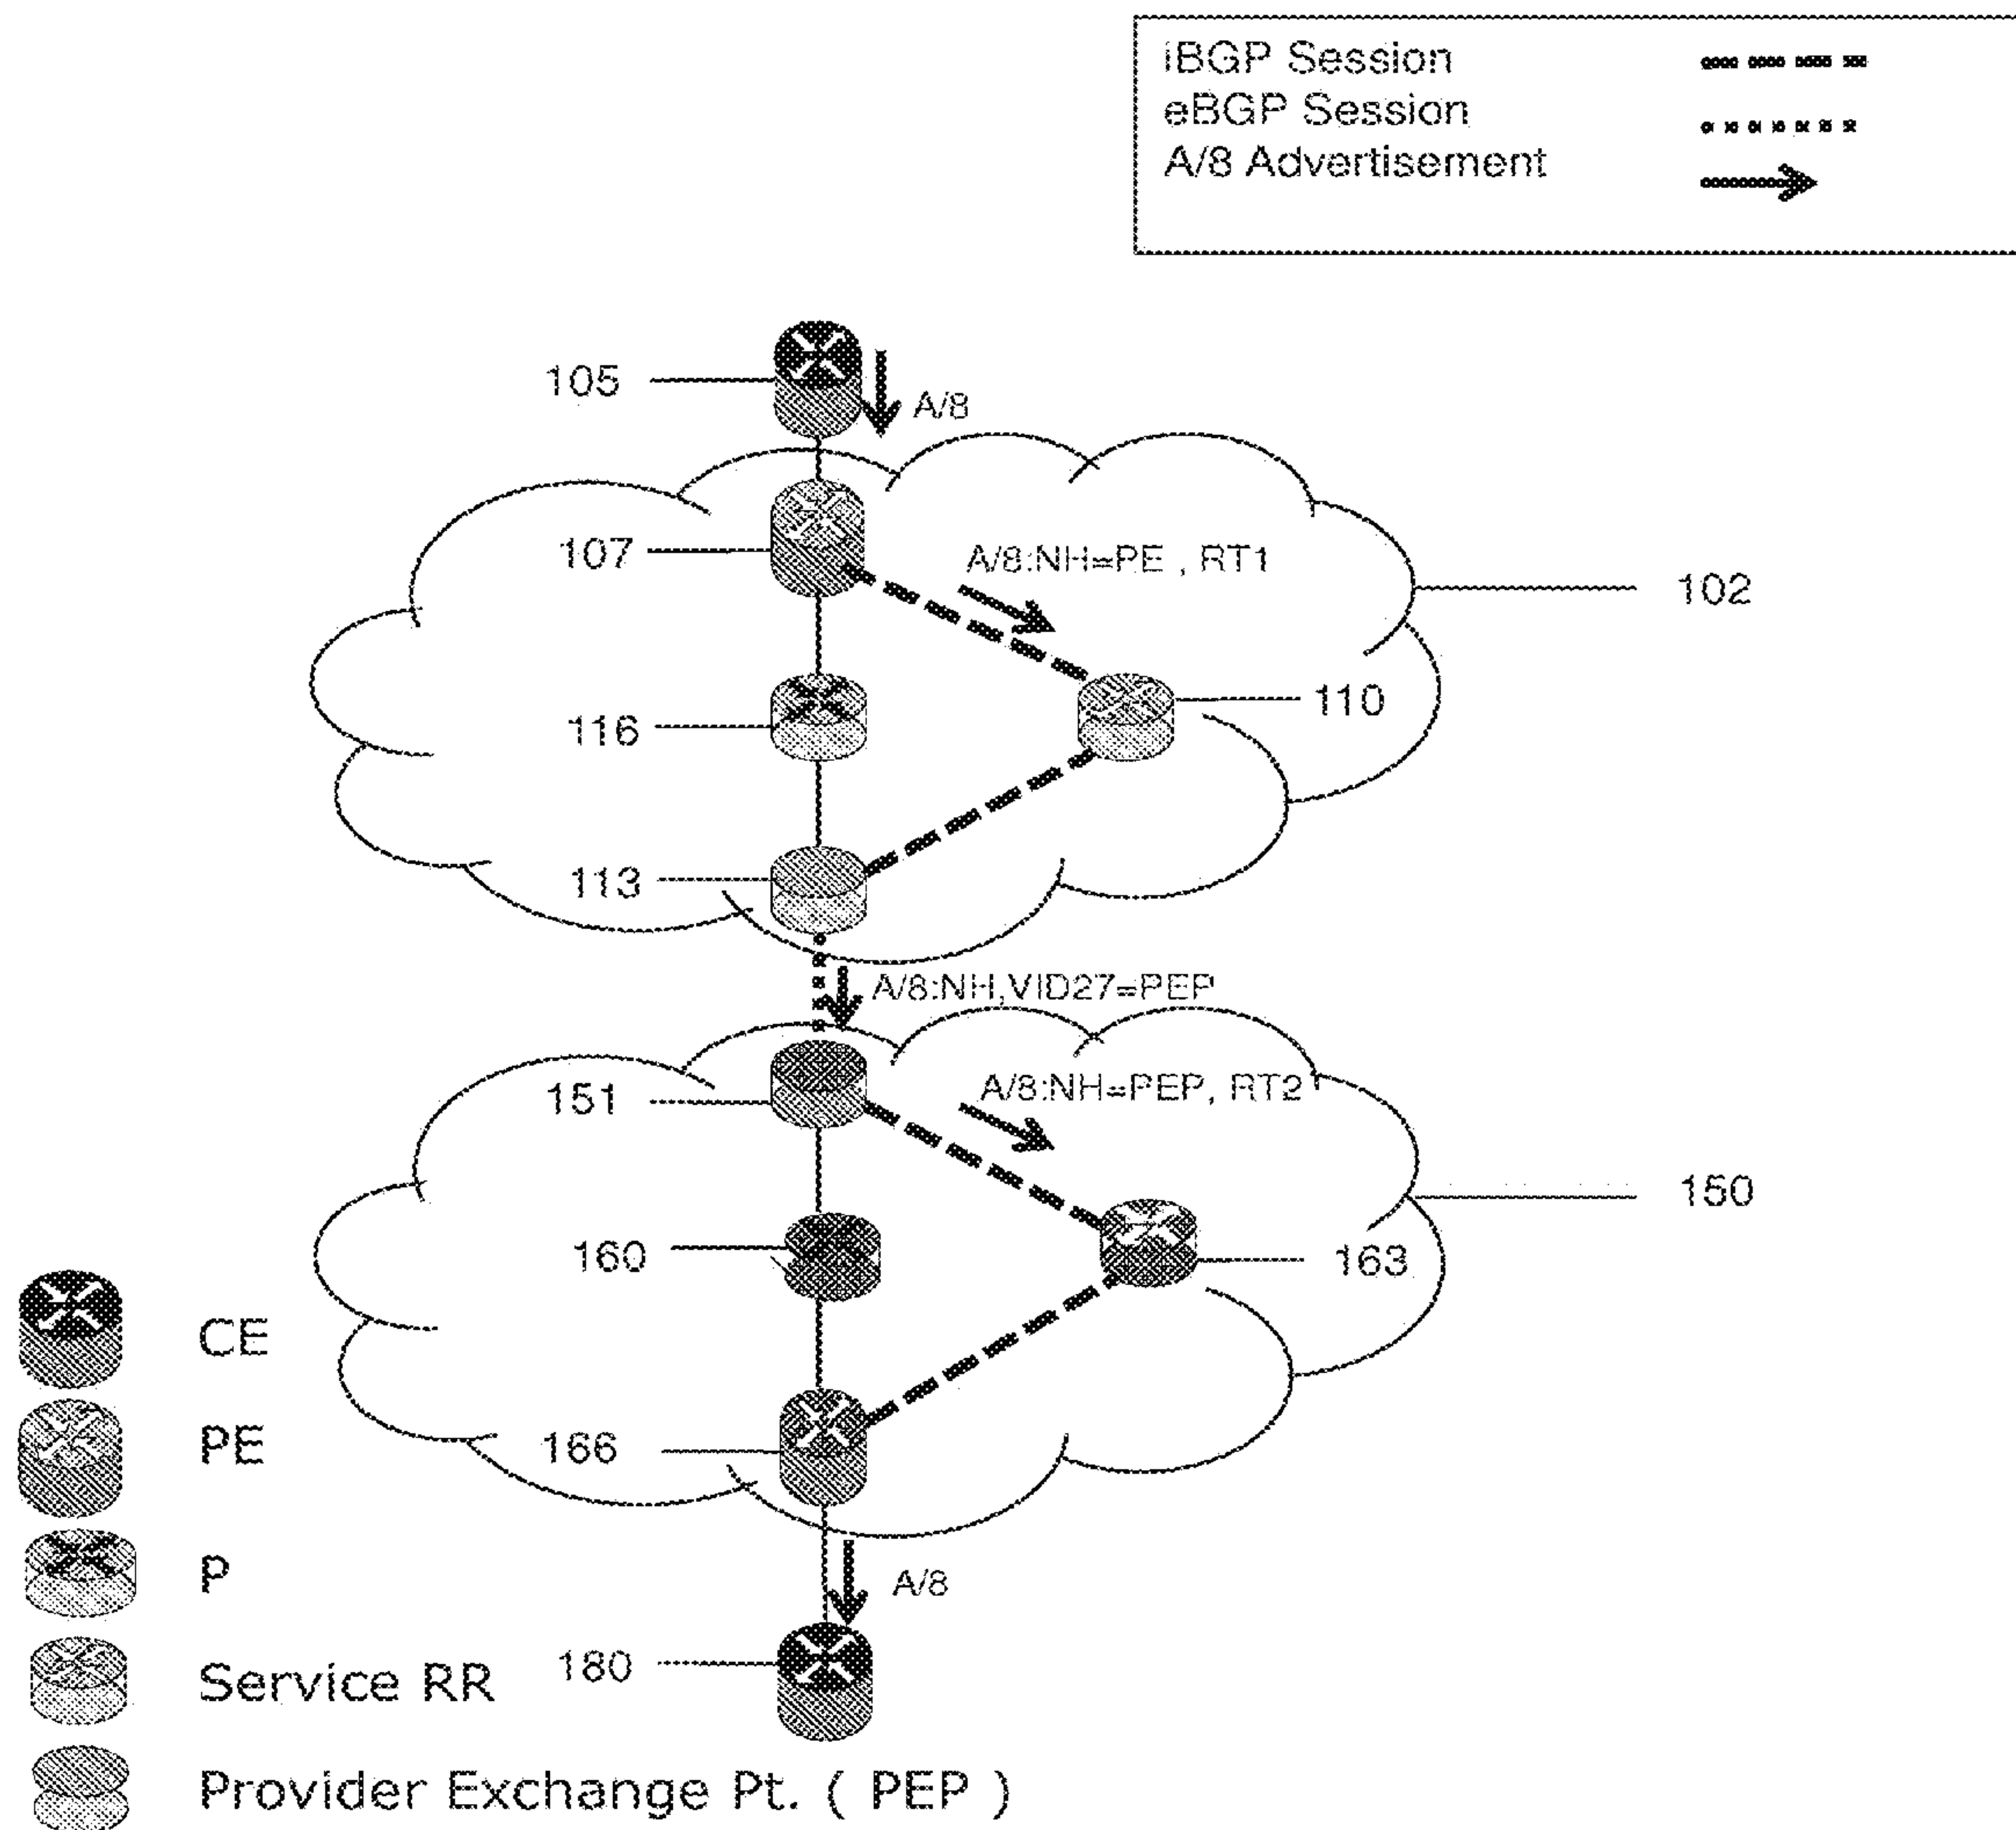 iBGP Session
eBGP Session
A/8 Advertisement
105
A/8
107
A/8:NH=PE , RT1
102
116
110
113
A/8:NH,VID27=PEP
151
A/8:NH=PEP, RT2
150
160
163
CE
PE
166
P
A/8
Service RR
180
Provider Exchange Pt. ( PEP )